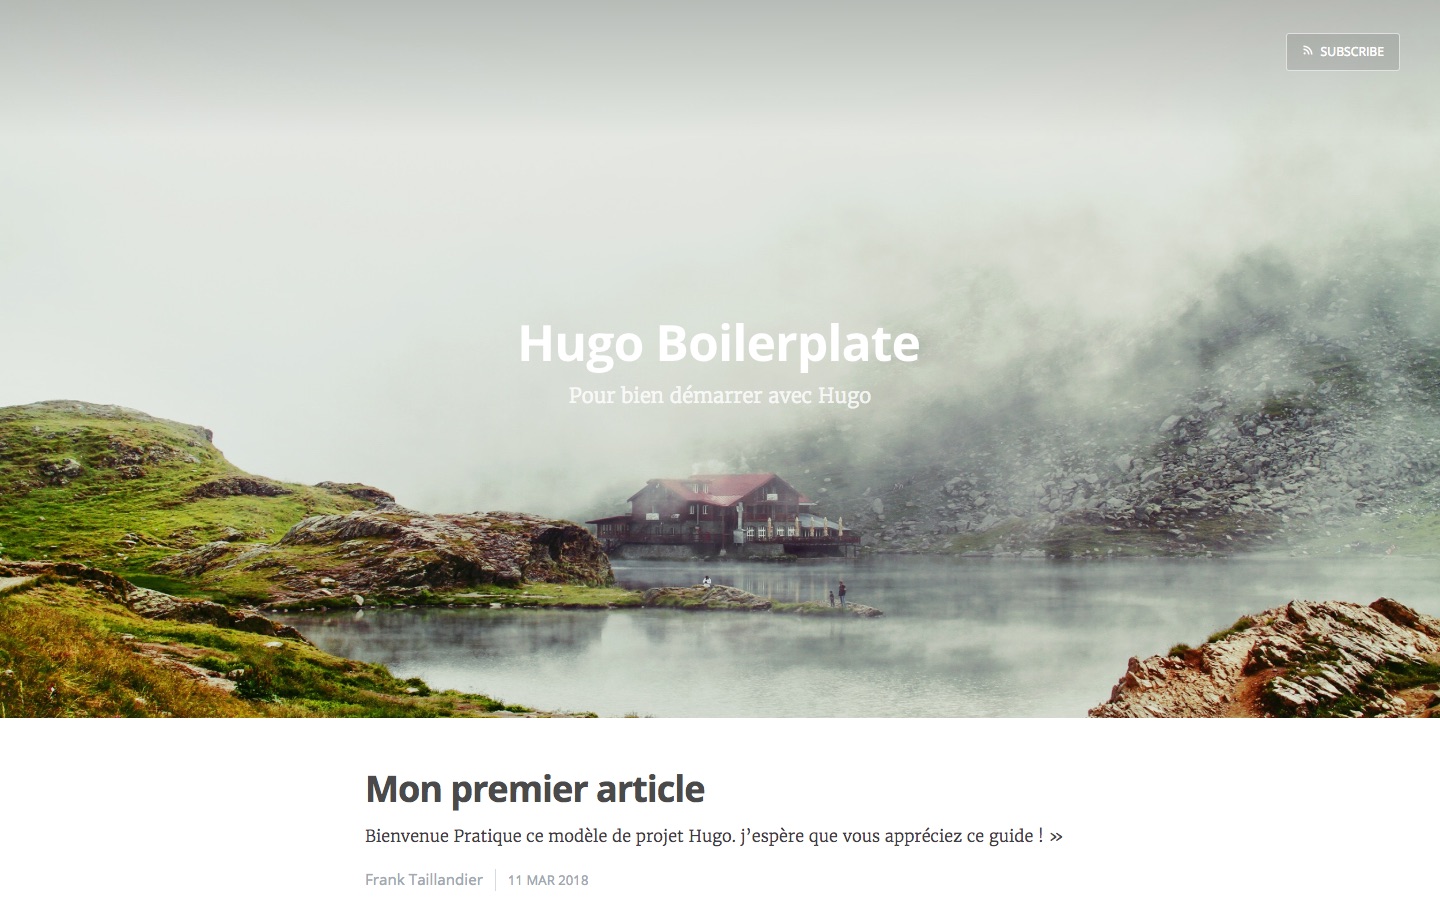 SUBSCRIBE
Hugo Boilerplate
Pour bien démarrer avec Hugo
Mon premier article
Bienvenue Pratique ce modèle de projet Hugo. j’espère que vous appréciez ce guide ! »
Frank Taillandier 11 MAR 2018